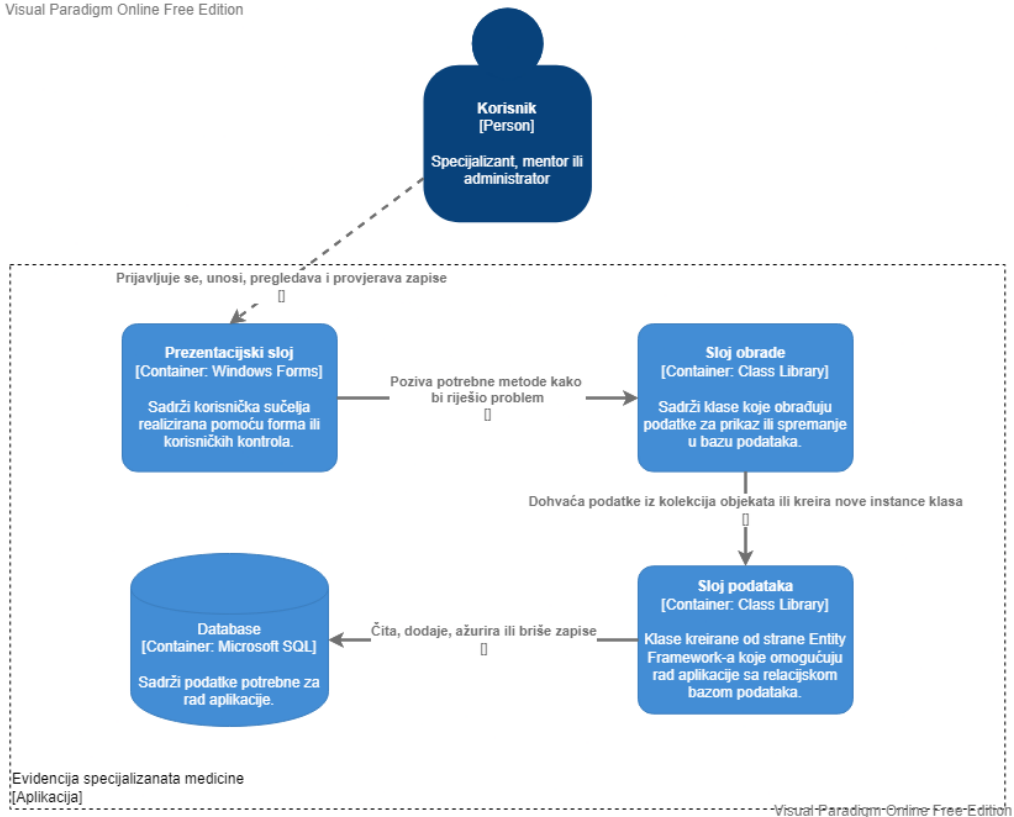 Visual Paradigm Online Free Edition
Korisnik
[Person]
Specijalizant, mentor ili
administrator
Prijavljuje se, unosi, pregledava i provjerava zapise
[]
Prezentacijski sloj
[Container: Windows Forms]
Sadrži korisnička sučelja
realizirana pomoću forma ili
korisničkih kontrola.
Poziva potrebne metode kako
bi riješio problem
[]
Sloj obrade
[Container: Class Library]
Sadrži klase koje obrađuju
podatke za prikaz ili spremanje
u bazu podataka.
Dohvaća podatke iz kolekcija objekata ili kreira nove instance klasa
[]
Sloj podataka
[Container: Class Library]
Klase kreirane od strane Entity
Framework-a koje omogućuju
rad aplikacije sa relacijskom
bazom podataka.
Čita, dodaje, ažurira ili briše zapise
[]
Database
[Container: Microsoft SQL]
Sadrži podatke potrebne za
rad aplikacije.
Evidencija specijalizanata medicine
[Aplikacija]
Visual Paradigm Online Free Edition